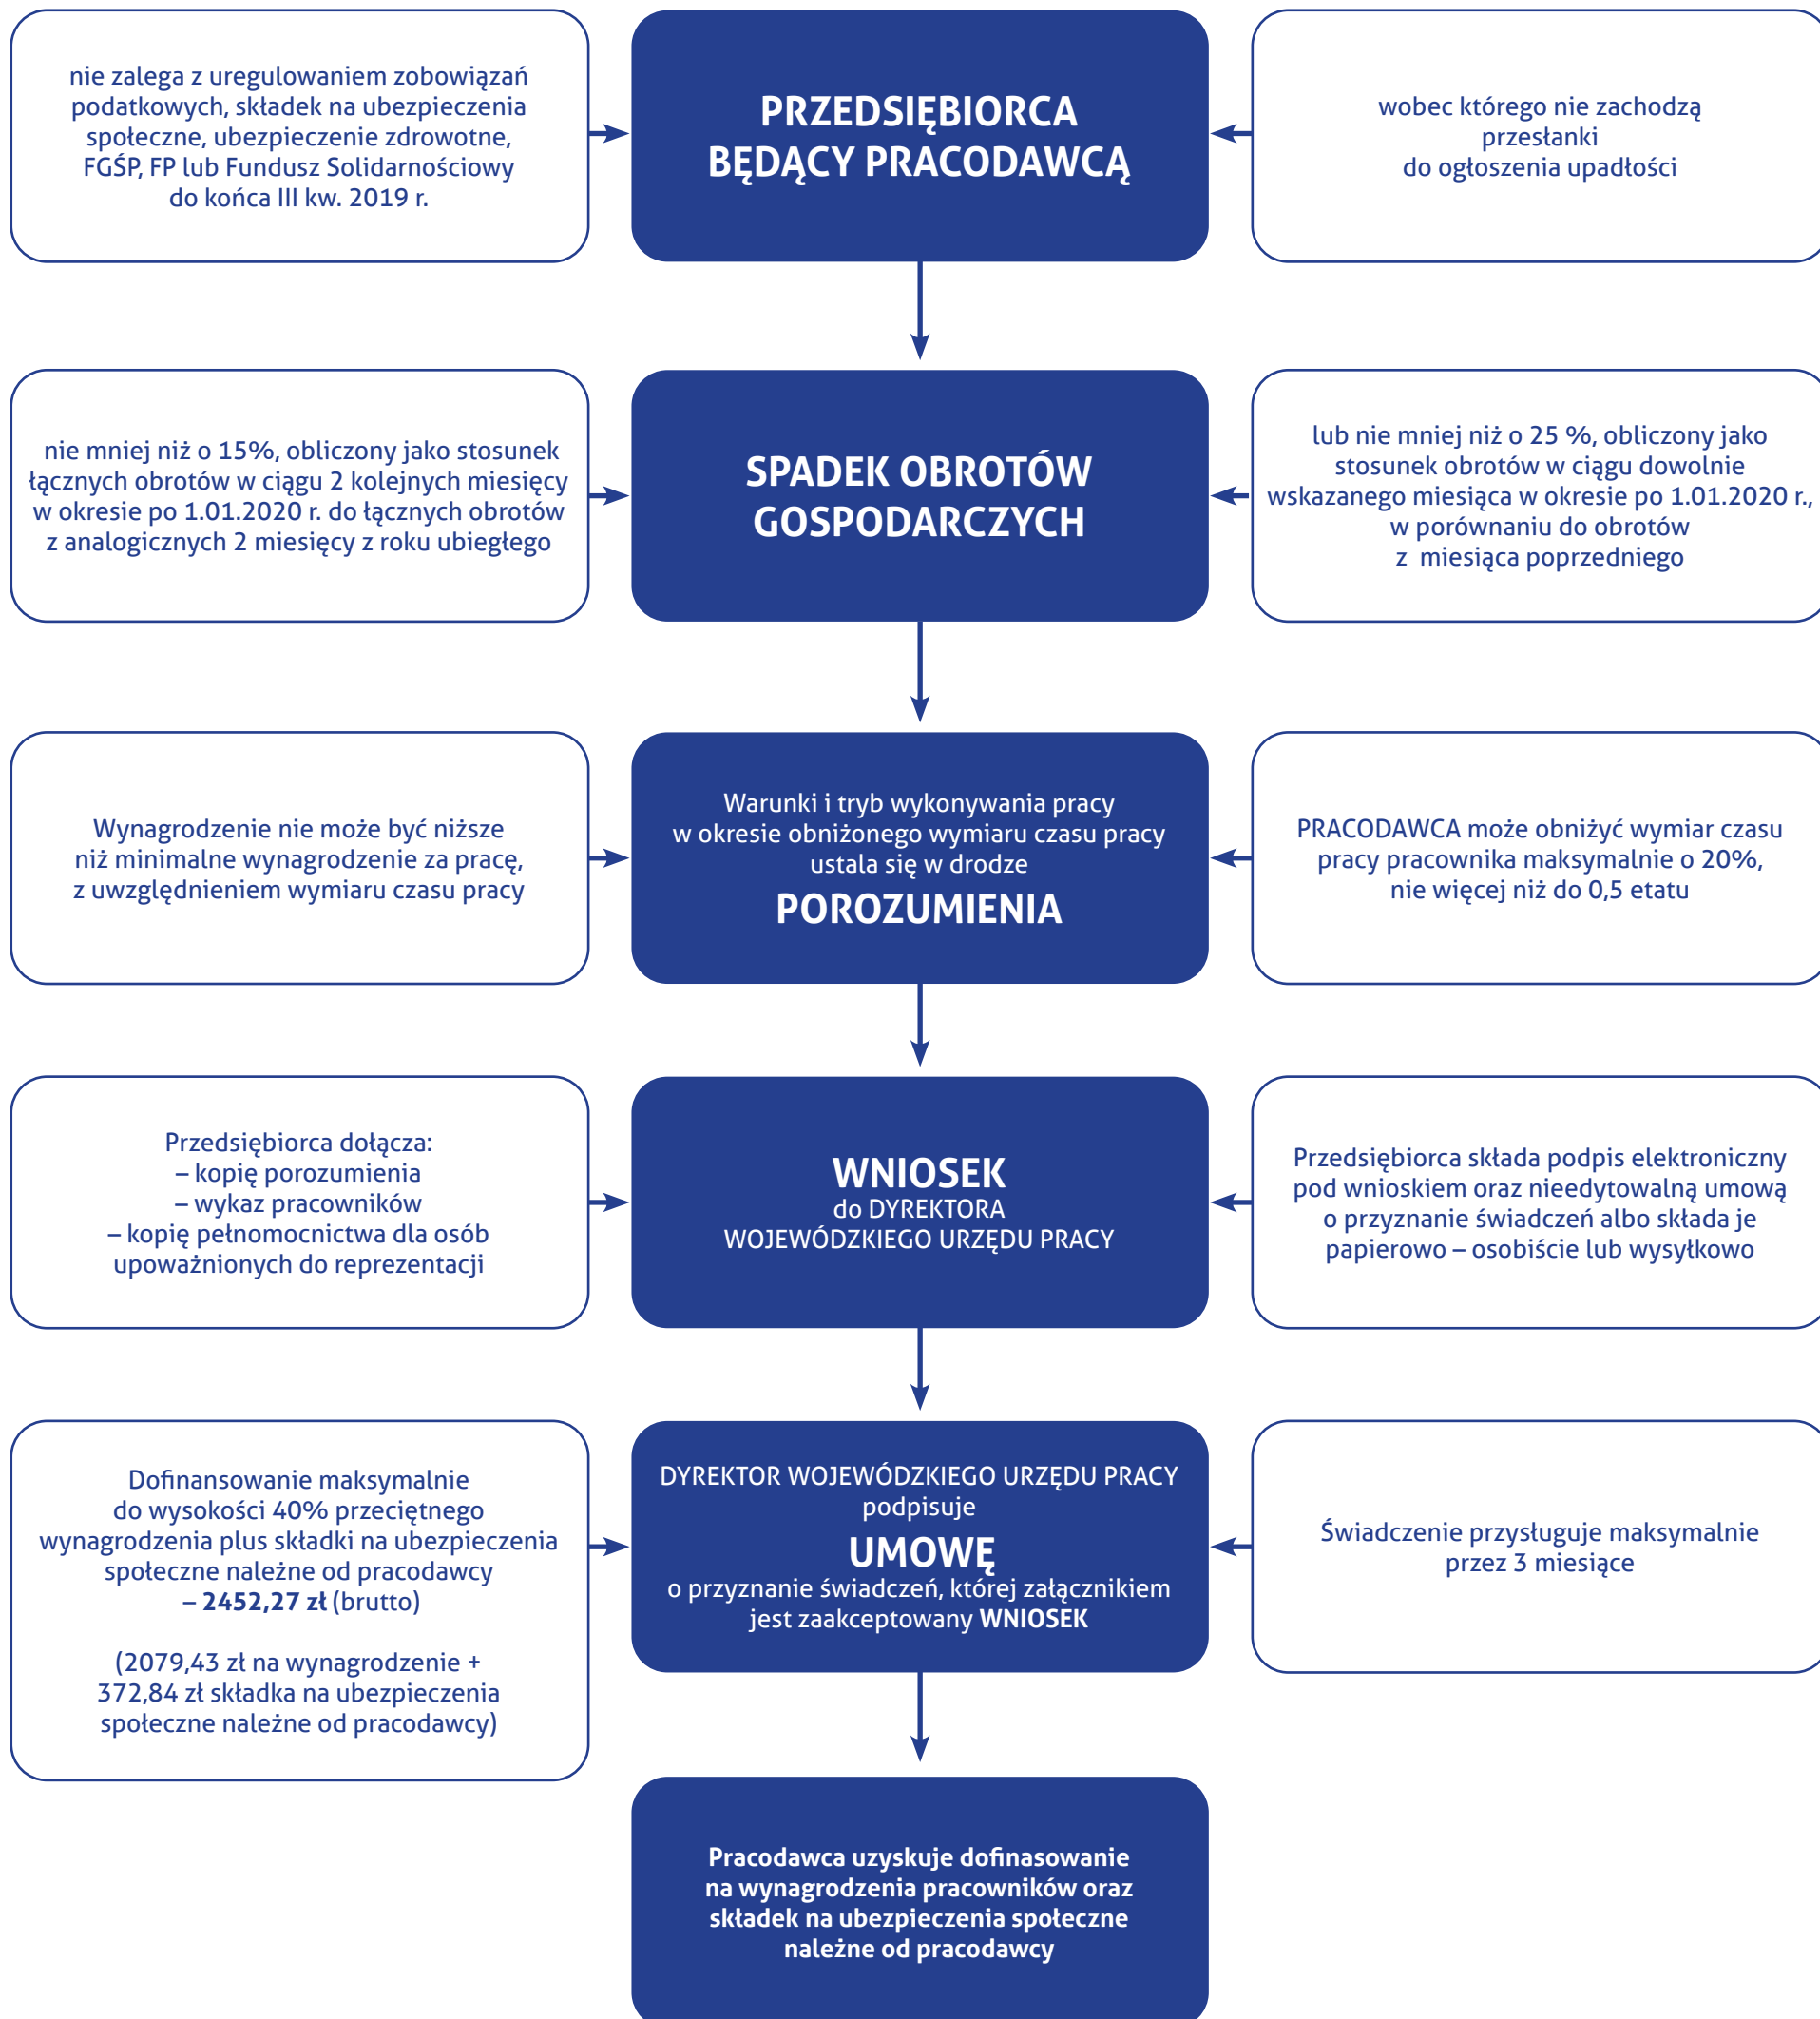 nie zalega z uregulowaniem zobowiązań
podatkowych, składek na ubezpieczenia
społeczne, ubezpieczenie zdrowotne,
FGŚP, FP lub Fundusz Solidarnościowy
do końca III kw. 2019 r.
PRZEDSIĘBIORCA
BĘDĄCY PRACODAWCĄ
wobec którego nie zachodzą
przesłanki
do ogłoszenia upadłości
nie mniej niż o 15%, obliczony jako stosunek
łącznych obrotów w ciągu 2 kolejnych miesięcy
w okresie po 1.01.2020 r. do łącznych obrotów
z analogicznych 2 miesięcy z roku ubiegłego
SPADEK OBROTÓW
GOSPODARCZYCH
lub nie mniej niż o 25 %, obliczony jako
stosunek obrotów w ciągu dowolnie
wskazanego miesiąca w okresie po 1.01.2020 r.,
w porównaniu do obrotów
z miesiąca poprzedniego
Wynagrodzenie nie może być niższe
niż minimalne wynagrodzenie za pracę,
z uwzględnieniem wymiaru czasu pracy
Warunki i tryb wykonywania pracy
w okresie obniżonego wymiaru czasu pracy
ustala się w drodze
POROZUMIENIA
PRACODAWCA może obniżyć wymiar czasu
pracy pracownika maksymalnie o 20%,
nie więcej niż do 0,5 etatu
Przedsiębiorca dołącza:
– kopię porozumienia
– wykaz pracowników
– kopię pełnomocnictwa dla osób
upoważnionych do reprezentacji
WNIOSEK
do DYREKTORA
WOJEWÓDZKIEGO URZĘDU PRACY
Przedsiębiorca składa podpis elektroniczny
pod wnioskiem oraz nieedytowalną umową
o przyznanie świadczeń albo składa je
papierowo – osobiście lub wysyłkowo
Dofinansowanie maksymalnie
do wysokości 40% przeciętnego
wynagrodzenia plus składki na ubezpieczenia
społeczne należne od pracodawcy
– 2452,27 zł (brutto)
(2079,43 zł na wynagrodzenie +
372,84 zł składka na ubezpieczenia
społeczne należne od pracodawcy)
DYREKTOR WOJEWÓDZKIEGO URZĘDU PRACY
podpisuje
UMOWĘ
o przyznanie świadczeń, której załącznikiem
jest zaakceptowany WNIOSEK
Świadczenie przysługuje maksymalnie
przez 3 miesiące
Pracodawca uzyskuje dofinasowanie
na wynagrodzenia pracowników oraz
składek na ubezpieczenia społeczne
należne od pracodawcy